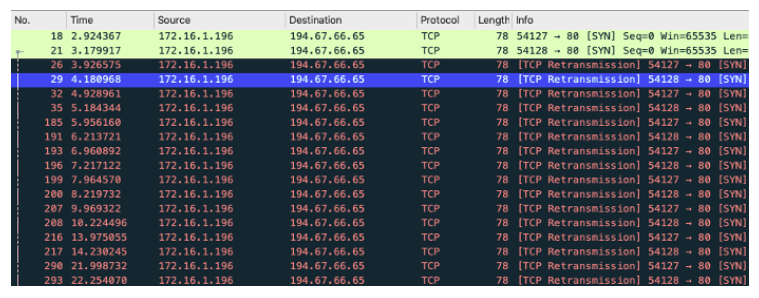 No. Time Source Destination Protocol Length Info
18 2.924367 172.16.1.196 194.67.66.65 TCP 78 54127 → 80 [SYN] Seq=0 Win=65535 Len=
21 3.179917 172.16.1.196 194.67.66.65 TCP 78 54128 → 80 [SYN] Seq=0 Win=65535 Len=
26 3.926575 172.16.1.196 194.67.66.65 TCP 78 [TCP Retransmission] 54127 → 80 [SYN]
29 4.180968 172.16.1.196 194.67.66.65 TCP 78 [TCP Retransmission] 54128 → 80 [SYN]
32 4.928961 172.16.1.196 194.67.66.65 TCP 78 [TCP Retransmission] 54127 → 80 [SYN]
35 5.184344 172.16.1.196 194.67.66.65 TCP 78 [TCP Retransmission] 54128 → 80 [SYN]
185 5.956160 172.16.1.196 194.67.66.65 TCP 78 [TCP Retransmission] 54127 → 80 [SYN]
191 6.213721 172.16.1.196 194.67.66.65 TCP 78 [TCP Retransmission] 54128 → 80 [SYN]
193 6.960892 172.16.1.196 194.67.66.65 TCP 78 [TCP Retransmission] 54127 → 80 [SYN]
196 7.217122 172.16.1.196 194.67.66.65 TCP 78 [TCP Retransmission] 54128 → 80 [SYN]
199 7.964570 172.16.1.196 194.67.66.65 TCP 78 [TCP Retransmission] 54127 → 80 [SYN]
200 8.219732 172.16.1.196 194.67.66.65 TCP 78 [TCP Retransmission] 54128 → 80 [SYN]
207 9.969322 172.16.1.196 194.67.66.65 TCP 78 [TCP Retransmission] 54127 → 80 [SYN]
208 10.224496 172.16.1.196 194.67.66.65 TCP 78 [TCP Retransmission] 54128 → 80 [SYN]
216 13.975055 172.16.1.196 194.67.66.65 TCP 78 [TCP Retransmission] 54127 → 80 [SYN]
217 14.230245 172.16.1.196 194.67.66.65 TCP 78 [TCP Retransmission] 54128 → 80 [SYN]
290 21.998732 172.16.1.196 194.67.66.65 TCP 78 [TCP Retransmission] 54127 → 80 [SYN]
293 22.254070 172.16.1.196 194.67.66.65 TCP 78 [TCP Retransmission] 54128 → 80 [SYN]